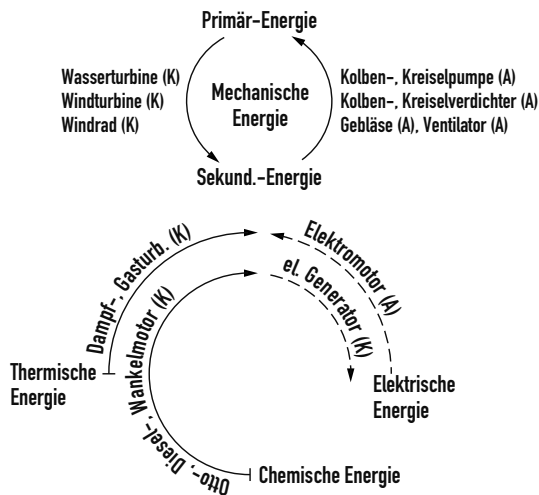 Primär-Energie
Wasserturbine (K)
Windturbine (K)
Windrad (K)
Mechanische
Energie
Kolben-, Kreiselpumpe (A)
Kolben-, Kreiselverdichter (A)
Gebläse (A), Ventilator (A)
Sekund.-Energie
Dampf-, Gasturb. (K)
Elektromotor (A)
el. Generator (K)
Otto-, Diesel-, Wankelmotor (K)
Thermische
Energie
Elektrische
Energie
Chemische Energie